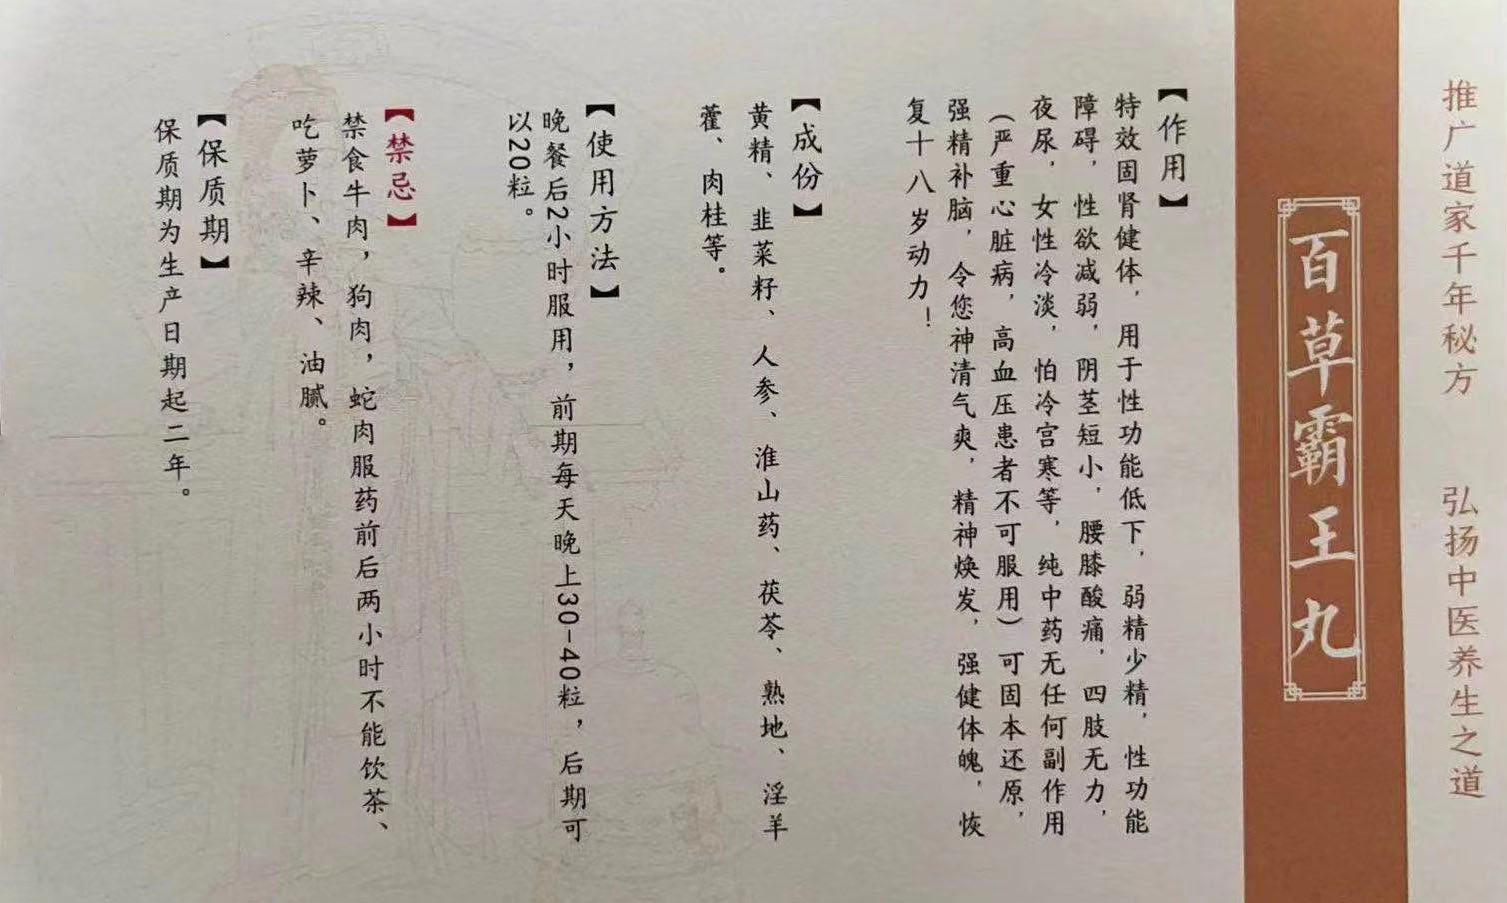 推广道家千年秘方 弘扬中医养生之道
百草霸王丸
【作用】
特效固肾健体，用于性功能低下，弱精少精，性功能
障碍，性欲减弱，阴茎短小，腰膝酸痛，四肢无力，
夜尿，女性冷淡，怕冷宫寒等，纯中药无任何副作用
（严重心脏病，高血压患者不可服用）可固本还原，
强精补脑，令您神清气爽，精神焕发，强健体魄，恢
复十八岁动力！
【成份】
黄精、韭菜籽、人参、淮山药、茯苓、熟地、淫羊
藿、肉桂等。
【使用方法】
晚餐后2小时服用，前期每天晚上30-40粒，后期可
以20粒。
【禁忌】
禁食牛肉，狗肉，蛇肉服药前后两小时不能饮茶、
吃萝卜、辛辣、油腻。
【保质期】
保质期为生产日期起二年。